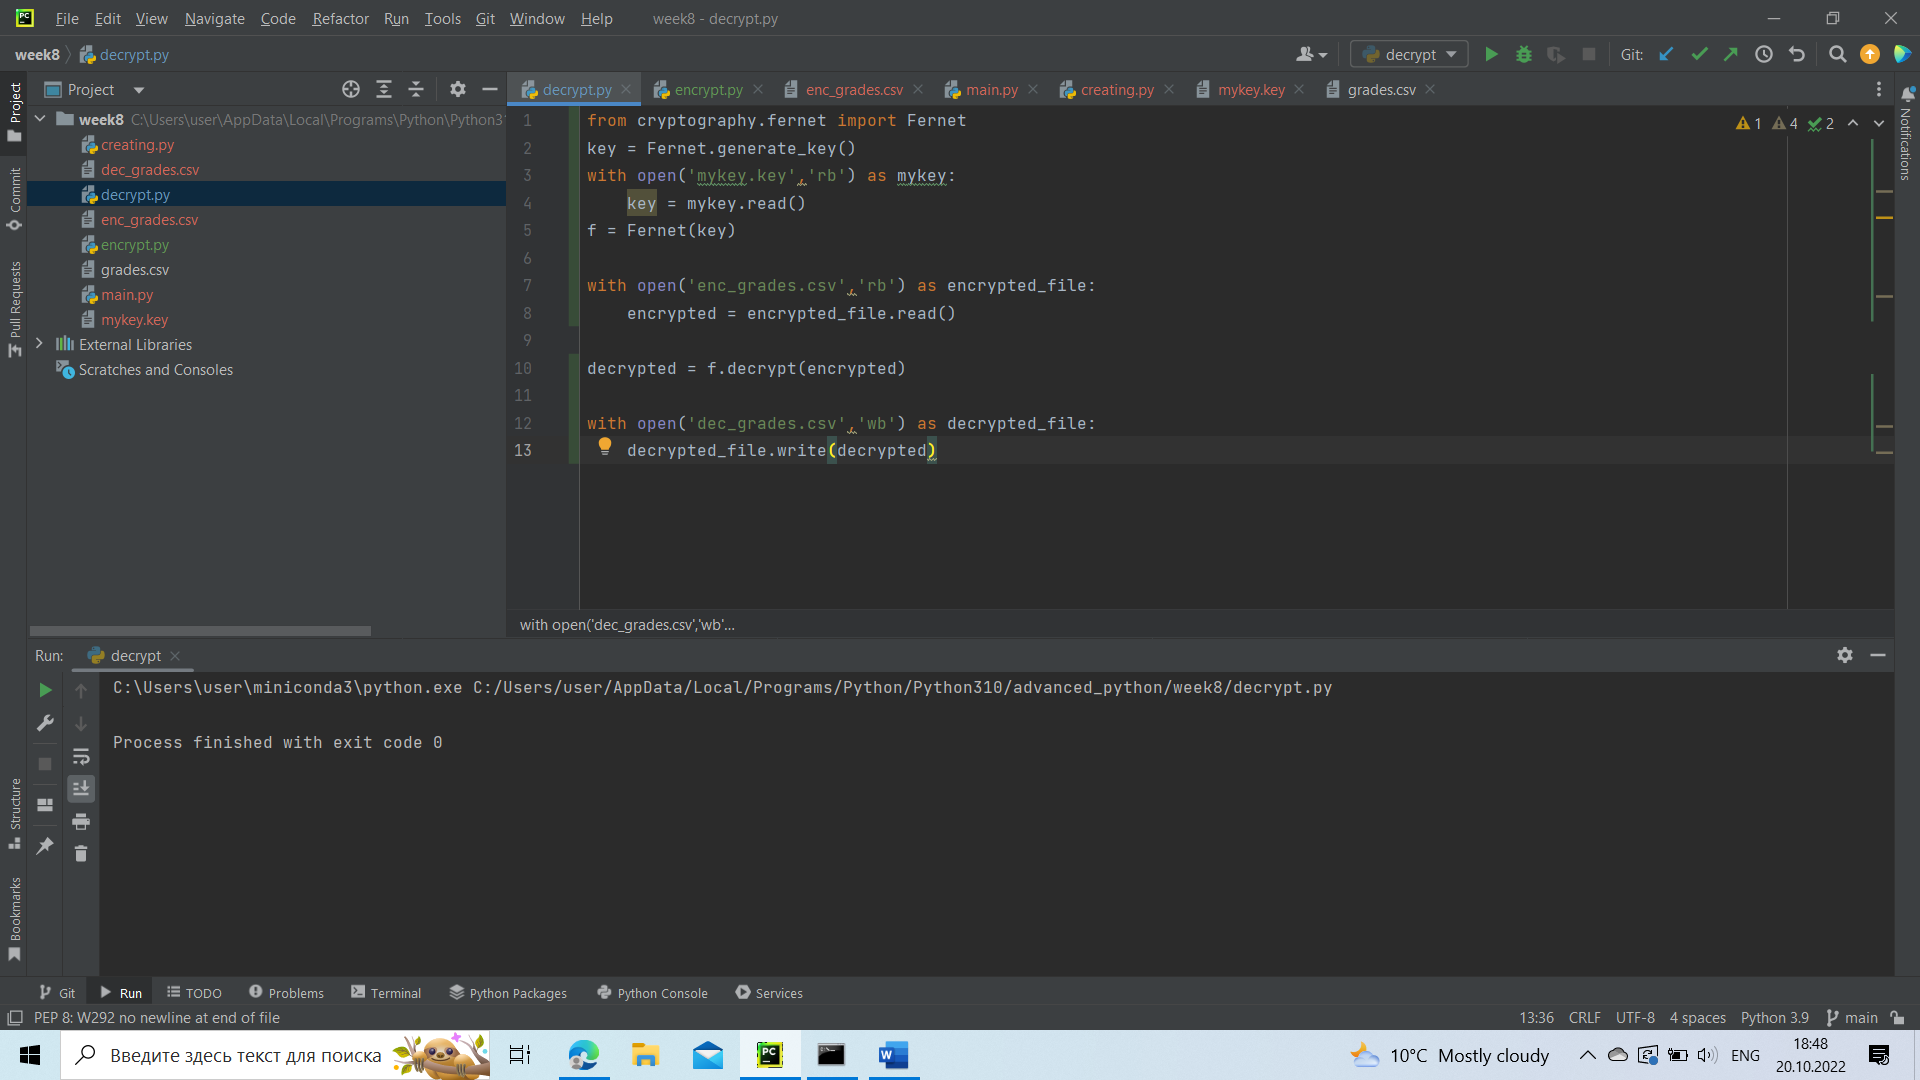 File Edit View Navigate Code Refactor Run Tools Git Window Help week8 - decrypt.py
week8 decrypt.py decrypt Git:
Project
decrypt.py encrypt.py enc_grades.csv main.py creating.py mykey.key grades.csv
week8 C:\Users\user\AppData\Local\Programs\Python\Python3
creating.py
dec_grades.csv
decrypt.py
enc_grades.csv
encrypt.py
grades.csv
main.py
mykey.key
External Libraries
Scratches and Consoles
1 from cryptography.fernet import Fernet
2 key = Fernet.generate_key()
3 with open('mykey.key','rb') as mykey:
4 key = mykey.read()
5 f = Fernet(key)
6
7 with open('enc_grades.csv','rb') as encrypted_file:
8 encrypted = encrypted_file.read()
9
10 decrypted = f.decrypt(encrypted)
11
12 with open('dec_grades.csv','wb') as decrypted_file:
13 decrypted_file.write(decrypted)
1 4 2
with open('dec_grades.csv','wb'...
Project
Commit
Pull Requests
Structure
Bookmarks
Notifications
Run: decrypt
C:\Users\user\miniconda3\python.exe C:/Users/user/AppData/Local/Programs/Python/Python310/advanced_python/week8/decrypt.py
Process finished with exit code 0
Git Run TODO Problems Terminal Python Packages Python Console Services
PEP 8: W292 no newline at end of file 13:36 CRLF UTF-8 4 spaces Python 3.9 main
Введите здесь текст для поиска 10°C Mostly cloudy ENG
18:48
20.10.2022